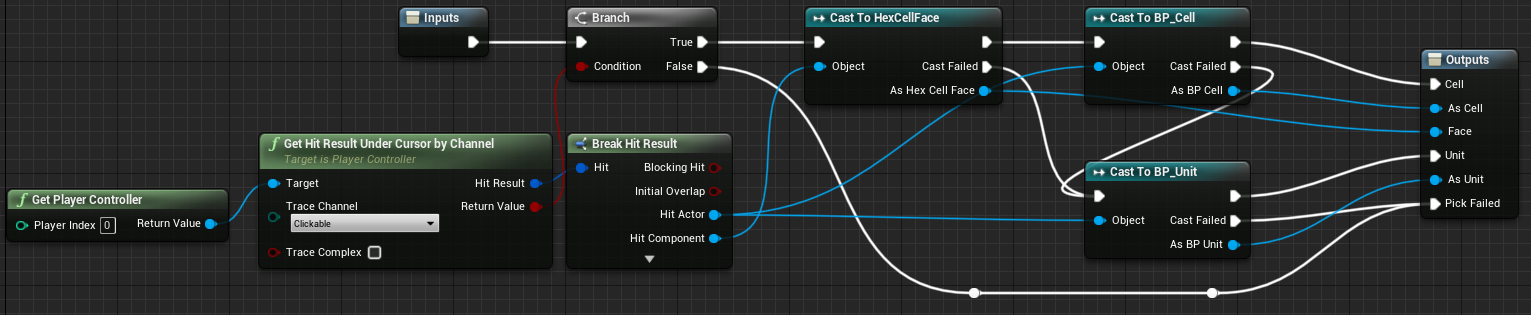 Inputs
Branch
True
Condition
False
Cast To HexCellFace
Object
Cast Failed
As Hex Cell Face
Cast To BP_Cell
Object
Cast Failed
As BP Cell
Outputs
Cell
As Cell
Face
Unit
As Unit
Pick Failed
Get Player Controller
Player Index 0
Return Value
Get Hit Result Under Cursor by Channel
Target is Player Controller
Target
Hit Result
Trace Channel
Return Value
Clickable
Trace Complex
Break Hit Result
Hit
Blocking Hit
Initial Overlap
Hit Actor
Hit Component
Cast To BP_Unit
Object
Cast Failed
As BP Unit